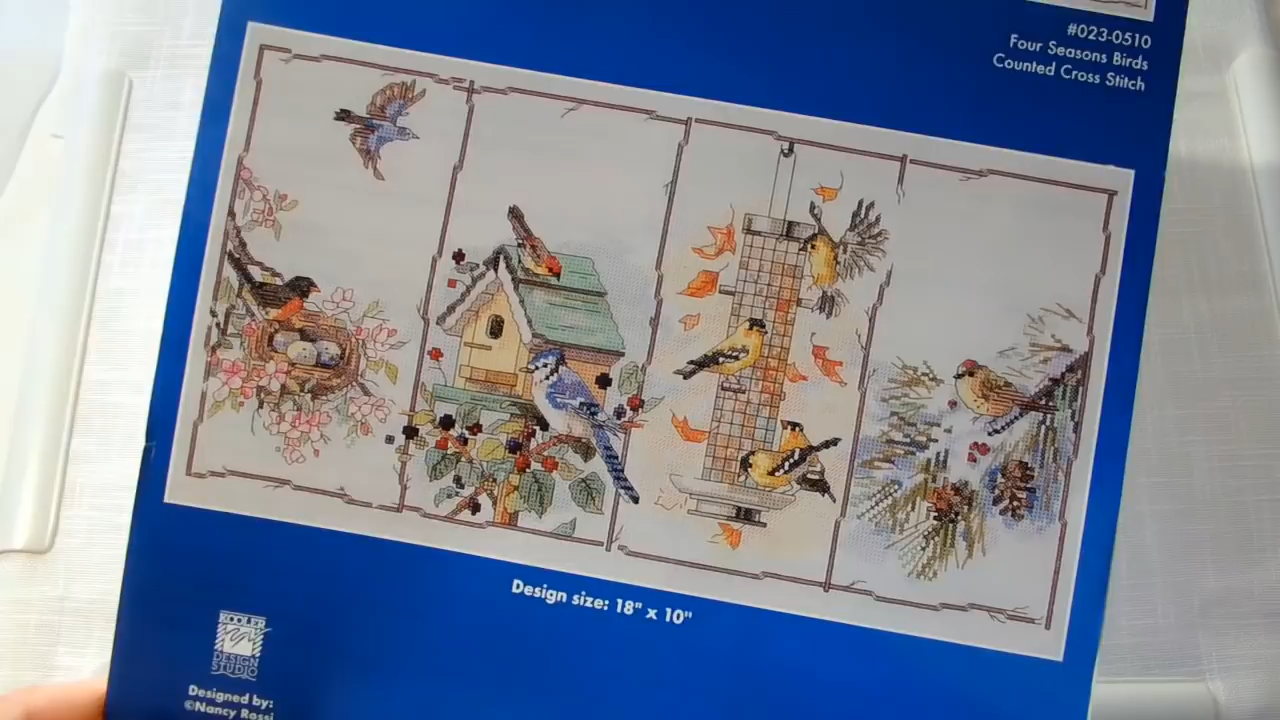 #023-0510
Four Seasons Birds
Counted Cross Stitch
Design size: 18" x 10"
KOOLER
DESIGN
STUDIO
Designed by:
©Nancy Rossi